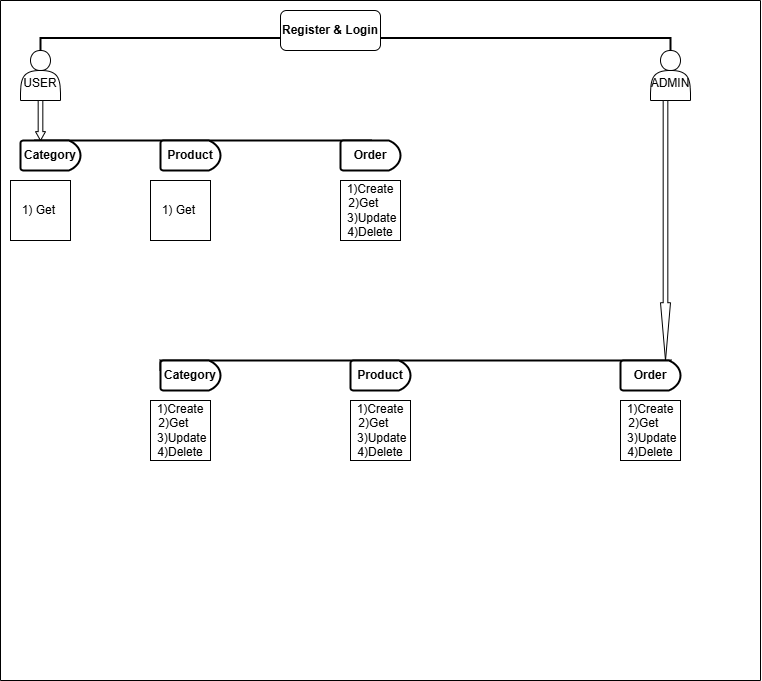 Register & Login
USER
ADMIN
Category
Product
Order
1) Get
1) Get
1)Create
2)Get
3)Update
4)Delete
Category
Product
Order
1)Create
2)Get
3)Update
4)Delete
1)Create
2)Get
3)Update
4)Delete
1)Create
2)Get
3)Update
4)Delete